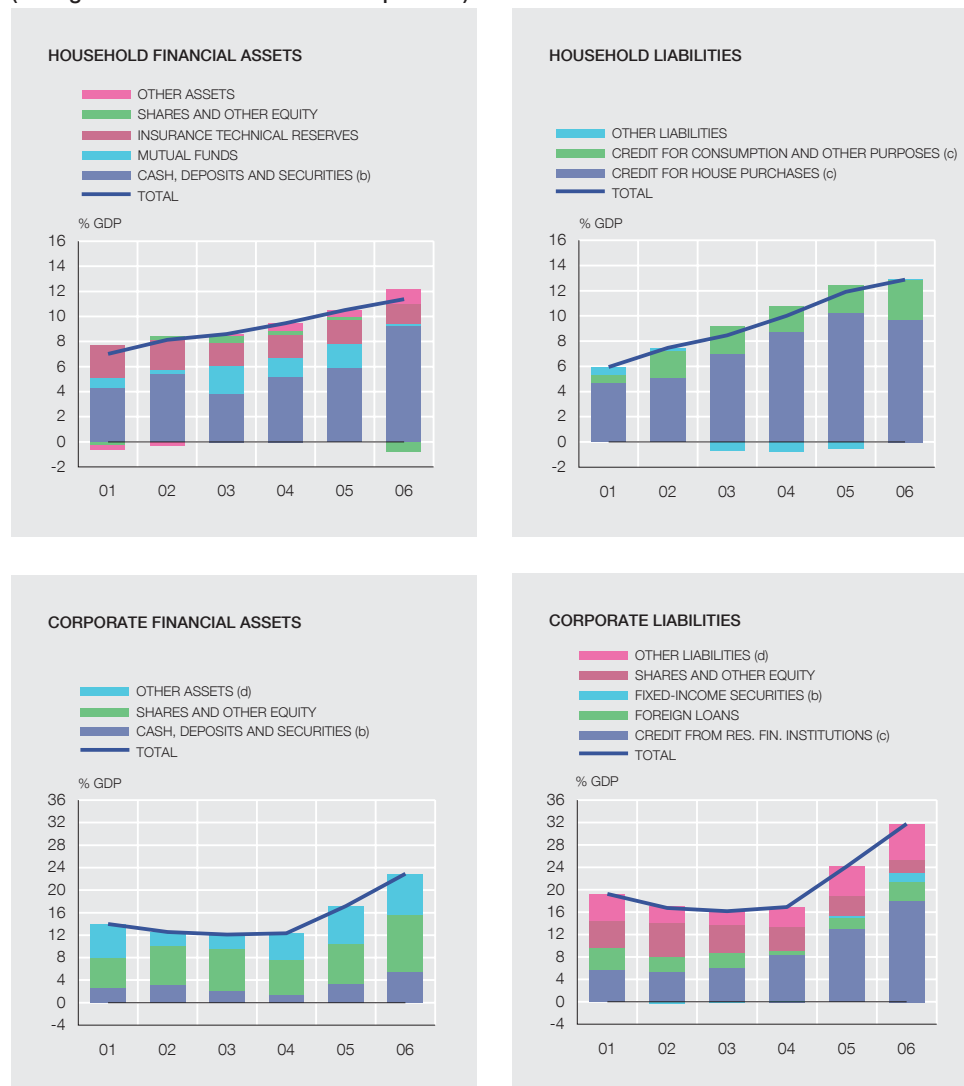 HOUSEHOLD FINANCIAL ASSETS
OTHER ASSETS
SHARES AND OTHER EQUITY
INSURANCE TECHNICAL RESERVES
MUTUAL FUNDS
CASH, DEPOSITS AND SECURITIES (b)
TOTAL
% GDP
16
14
12
10
8
6
4
2
0
-2
01 02 03 04 05 06
HOUSEHOLD LIABILITIES
OTHER LIABILITIES
CREDIT FOR CONSUMPTION AND OTHER PURPOSES (c)
CREDIT FOR HOUSE PURCHASES (c)
TOTAL
% GDP
16
14
12
10
8
6
4
2
0
-2
01 02 03 04 05 06
CORPORATE FINANCIAL ASSETS
OTHER ASSETS (d)
SHARES AND OTHER EQUITY
CASH, DEPOSITS AND SECURITIES (b)
TOTAL
% GDP
36
32
28
24
20
16
12
8
4
0
-4
01 02 03 04 05 06
CORPORATE LIABILITIES
OTHER LIABILITIES (d)
SHARES AND OTHER EQUITY
FIXED-INCOME SECURITIES (b)
FOREIGN LOANS
CREDIT FROM RES. FIN. INSTITUTIONS (c)
TOTAL
% GDP
36
32
28
24
20
16
12
8
4
0
-4
01 02 03 04 05 06